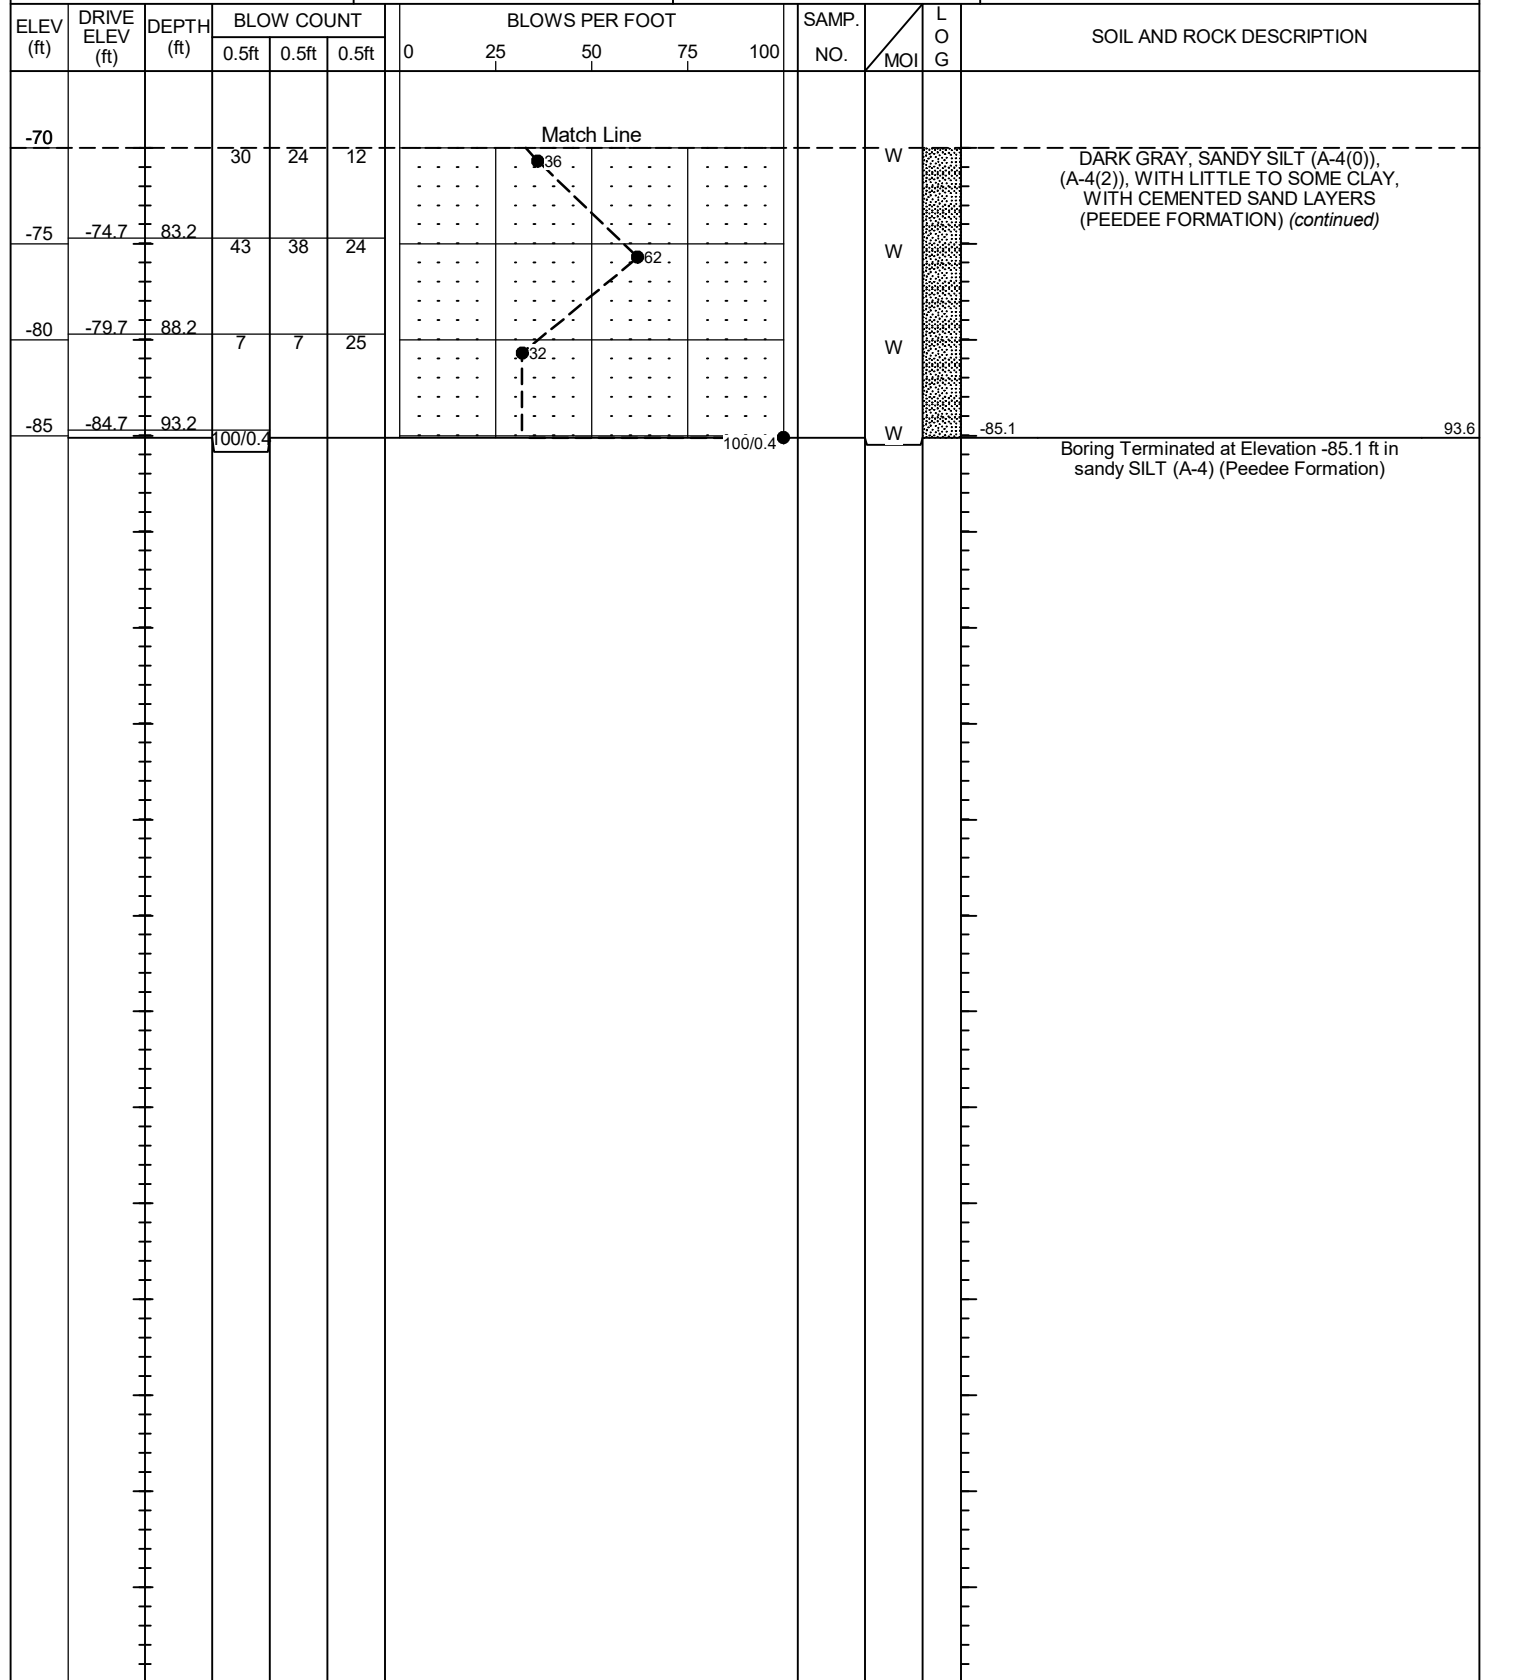 ELEV (ft) DRIVE ELEV (ft) DEPTH (ft) BLOW COUNT BLOWS PER FOOT SAMP. NO. MOI L O G SOIL AND ROCK DESCRIPTION
0.5ft 0.5ft 0.5ft 0 25 50 75 100
-70 Match Line
30 24 12 36 W DARK GRAY, SANDY SILT (A-4(0)),
(A-4(2)), WITH LITTLE TO SOME CLAY,
WITH CEMENTED SAND LAYERS
(PEEDEE FORMATION) (continued)
-75 -74.7 83.2
43 38 24 62 W
-80 -79.7 88.2
7 7 25 32 W
-85 -84.7 93.2 -85.1 93.6
100/0.4 100/0.4 W
Boring Terminated at Elevation -85.1 ft in
sandy SILT (A-4) (Peedee Formation)